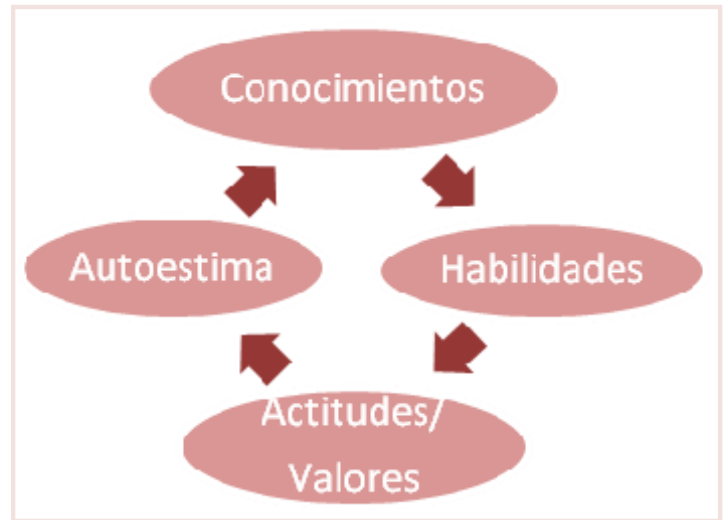 Conocimientos
Autoestima
Habilidades
Actitudes/
Valores